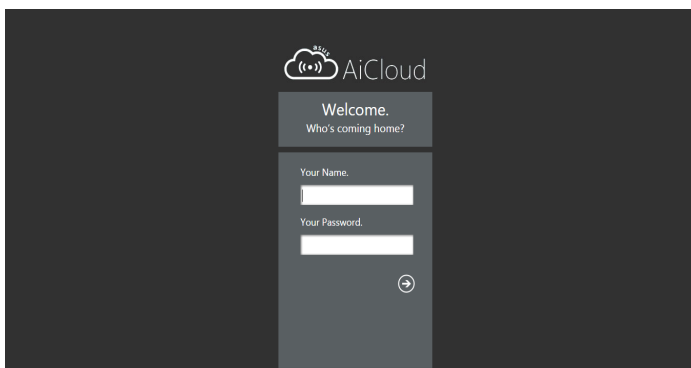 asus
AiCloud
Welcome.
Who's coming home?
Your Name.
Your Password.